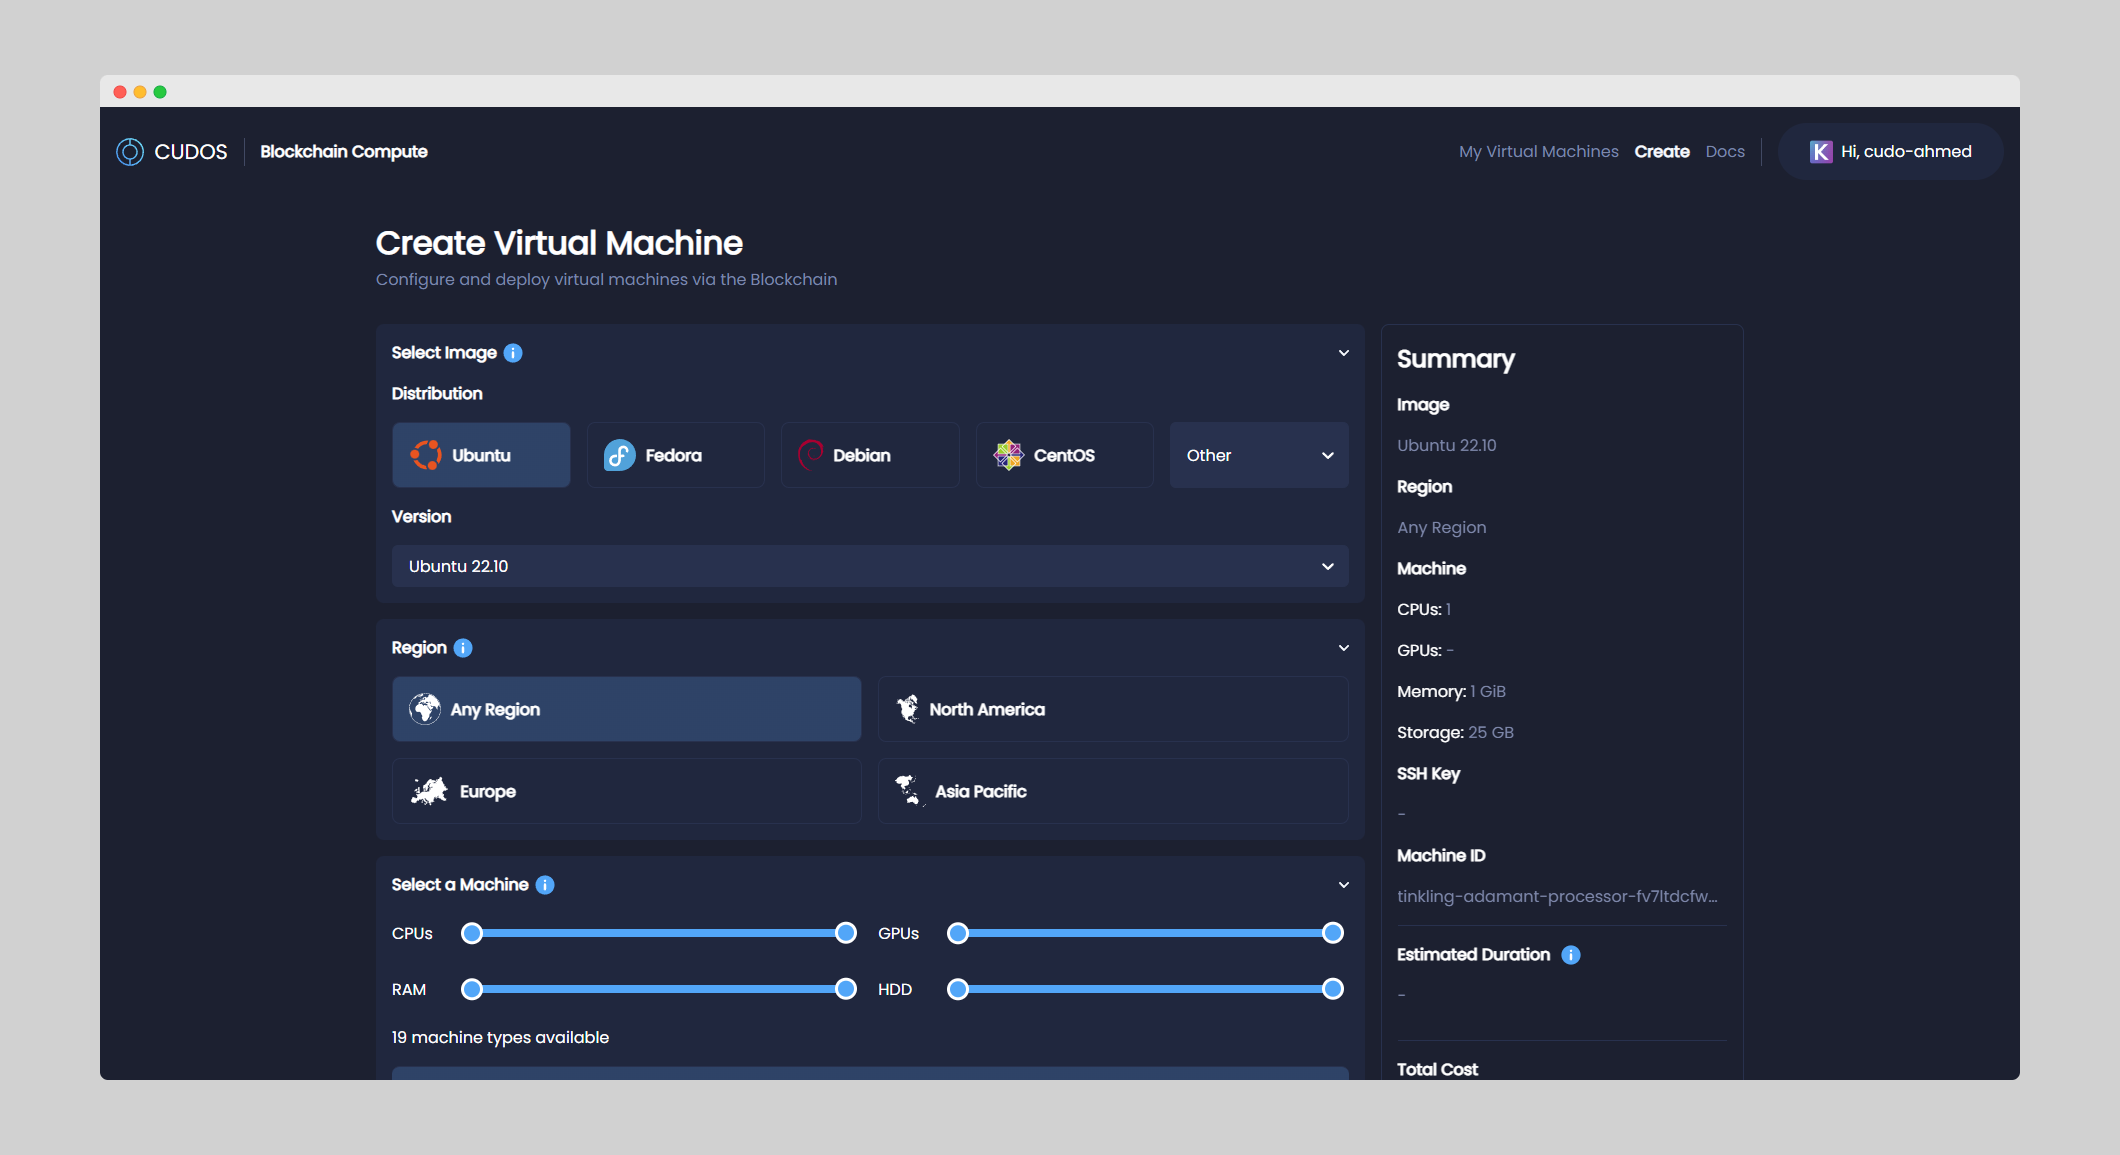 CUDOS
Blockchain Compute
My Virtual Machines Create Docs
Hi, cudo-ahmed
Create Virtual Machine
Configure and deploy virtual machines via the Blockchain
Select Image
Distribution
Ubuntu
Fedora
Debian
CentOS
Other
Version
Ubuntu 22.10
Region
Any Region
North America
Europe
Asia Pacific
Select a Machine
CPUs
GPUs
RAM
HDD
19 machine types available
Summary
Image
Ubuntu 22.10
Region
Any Region
Machine
CPUs: 1
GPUs: -
Memory: 1 GiB
Storage: 25 GB
SSH Key
-
Machine ID
tinkling-adamant-processor-fv7ltdcfw...
Estimated Duration
-
Total Cost